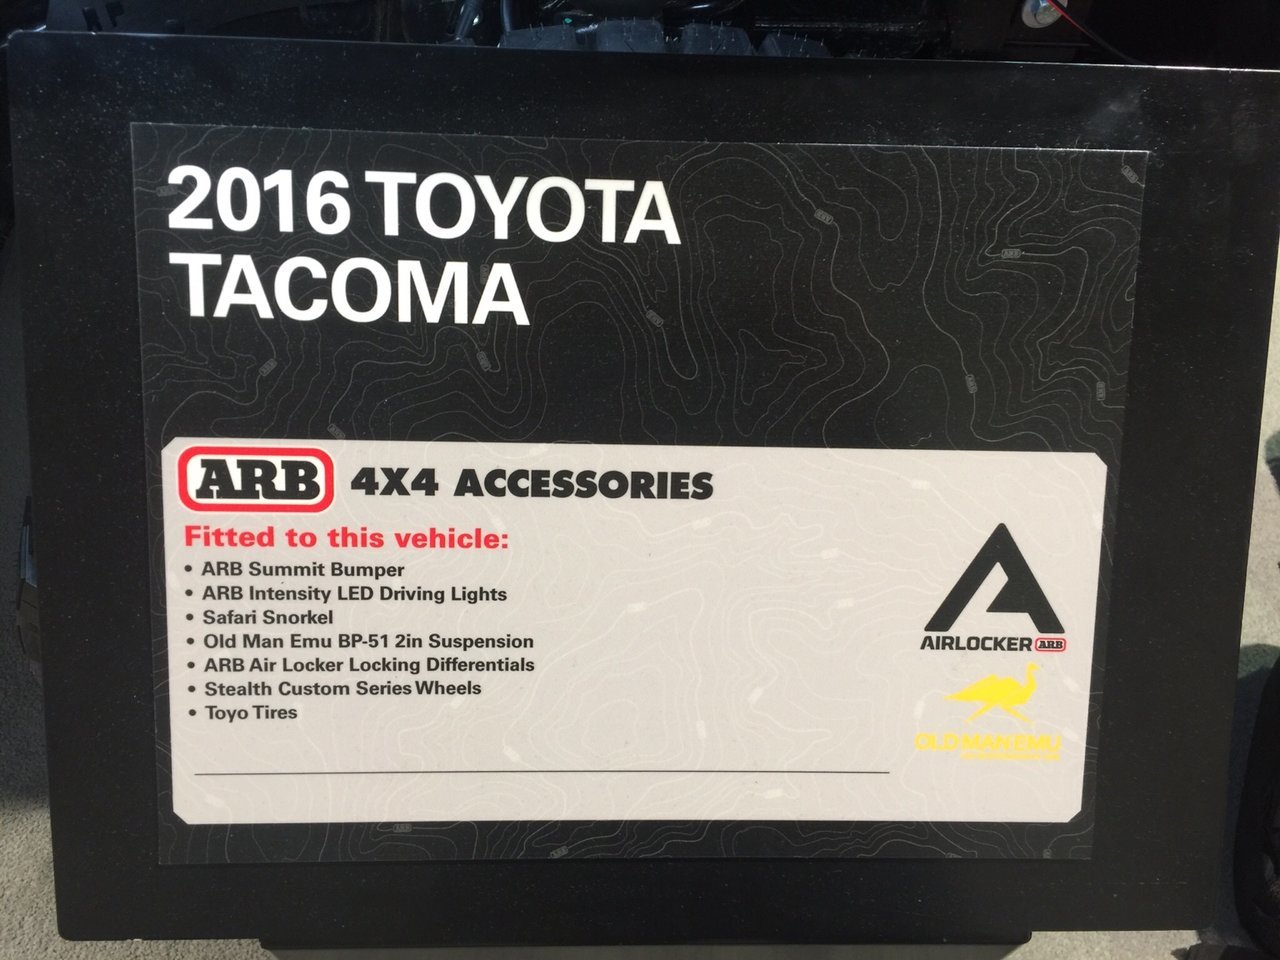 2016 TOYOTA
TACOMA
ARB 4X4 ACCESSORIES
Fitted to this vehicle:
• ARB Summit Bumper
• ARB Intensity LED Driving Lights
• Safari Snorkel
• Old Man Emu BP-51 2in Suspension
• ARB Air Locker Locking Differentials
• Stealth Custom Series Wheels
• Toyo Tires
AIRLOCKER ARB
OLD MAN EMU